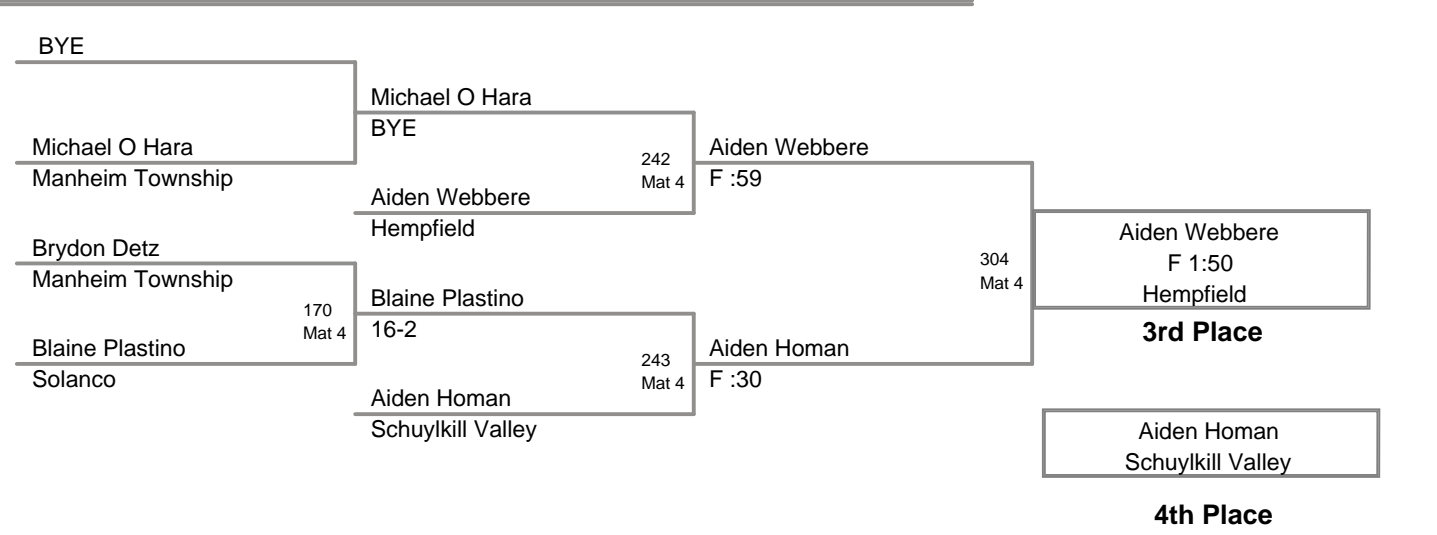 BYE
Michael O Hara
BYE
Michael O Hara
Manheim Township
242
Mat 4
Aiden Webbere
F :59
Aiden Webbere
Hempfield
Brydon Detz
Manheim Township
170
Mat 4
Blaine Plastino
16-2
Blaine Plastino
Solanco
243
Mat 4
Aiden Homan
F :30
Aiden Homan
Schuylkill Valley
304
Mat 4
Aiden Webbere
F 1:50
Hempfield
3rd Place
Aiden Homan
Schuylkill Valley
4th Place